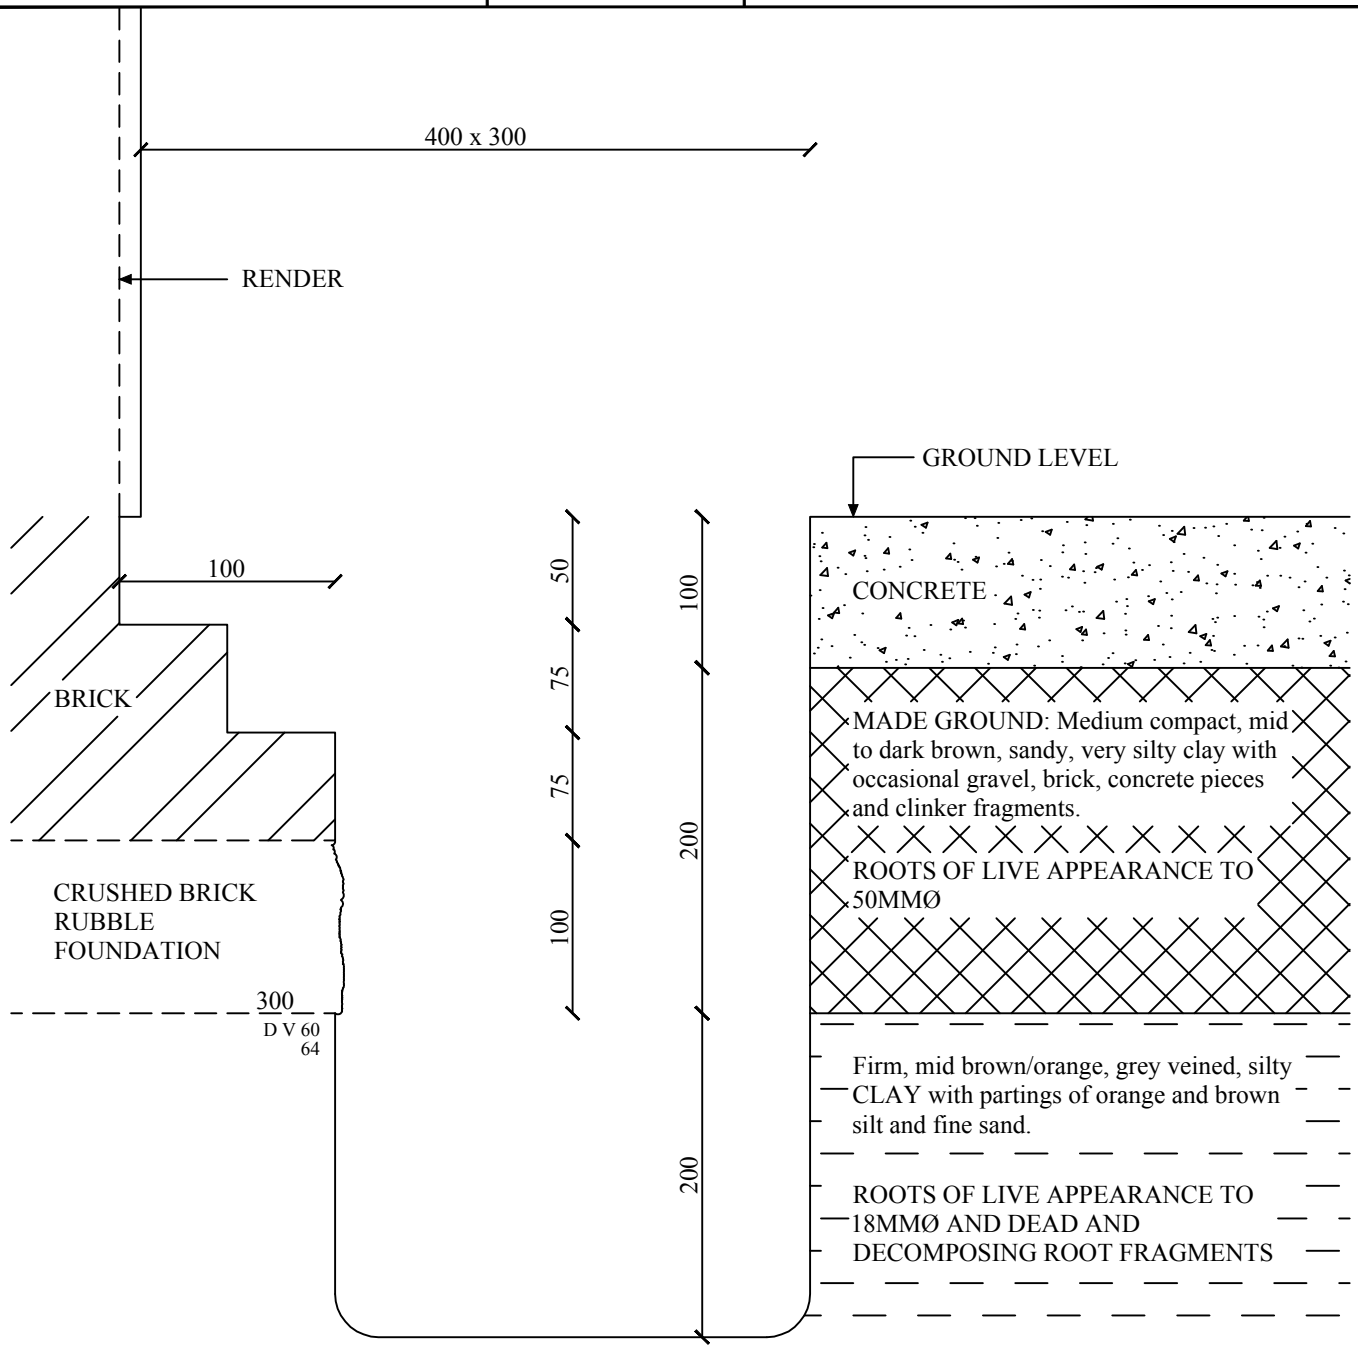 400 x 300
RENDER
GROUND LEVEL
100
50
100
CONCRETE
BRICK
75
MADE GROUND: Medium compact, mid
to dark brown, sandy, very silty clay with
occasional gravel, brick, concrete pieces
and clinker fragments.
75
200
ROOTS OF LIVE APPEARANCE TO
50MMØ
CRUSHED BRICK
RUBBLE
FOUNDATION
100
300
D V 60
64
Firm, mid brown/orange, grey veined, silty
CLAY with partings of orange and brown
silt and fine sand.
200
ROOTS OF LIVE APPEARANCE TO
18MMØ AND DEAD AND
DECOMPOSING ROOT FRAGMENTS